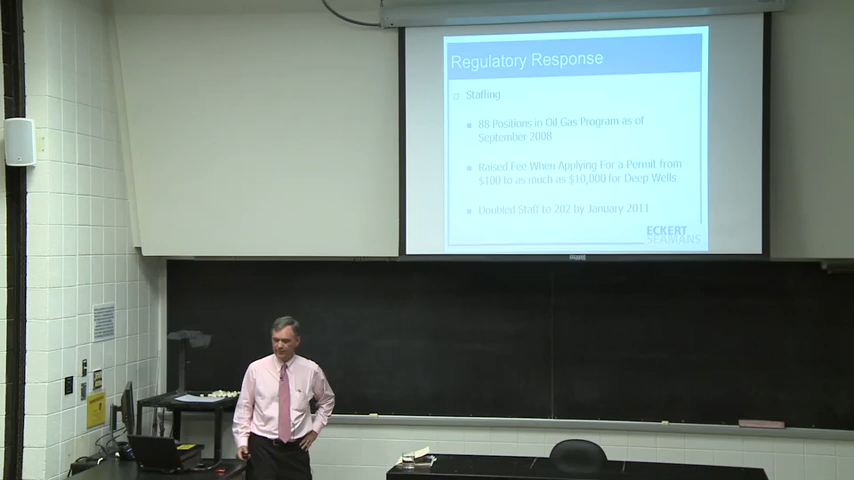 Regulatory Response
Staffing
88 Positions in Oil Gas Program as of
September 2008
Raised Fee When Applying For a Permit from
$100 to as much as $10,000 for Deep Wells
Doubled Staff to 202 by January 2011
ECKERT
SEAMANS